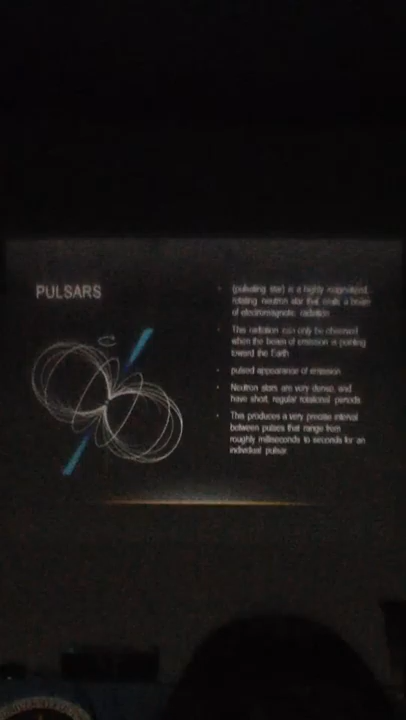 PULSARS
(pulsating star) is a highly magnetized,
rotating neutron star that emits a beam
of electromagnetic radiation.
This radiation can only be observed
when the beam of emission is pointing
toward the Earth
pulsed appearance of emission.
Neutron stars are very dense, and
have short, regular rotational periods.
This produces a very precise interval
between pulses that range from
roughly milliseconds to seconds for an
individual pulsar.